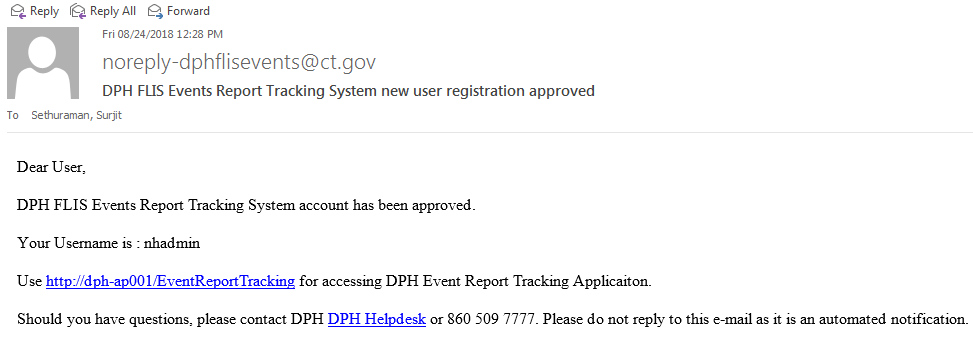 Reply Reply All Forward
Fri 08/24/2018 12:28 PM
noreply-dphflisevents@ct.gov
DPH FLIS Events Report Tracking System new user registration approved
To Sethuraman, Surjit
Dear User,
DPH FLIS Events Report Tracking System account has been approved.
Your Username is : nhadmin
Use http://dph-ap001/EventReportTracking for accessing DPH Event Report Tracking Applicaiton.
Should you have questions, please contact DPH DPH Helpdesk or 860 509 7777. Please do not reply to this e-mail as it is an automated notification.